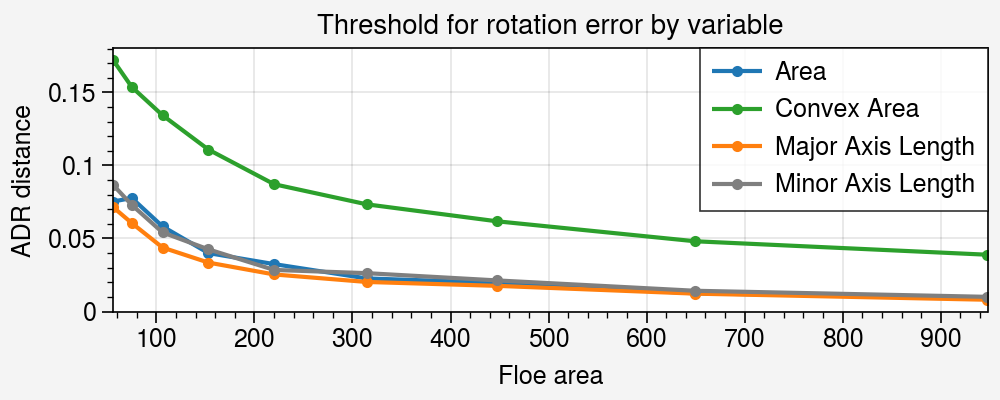 Threshold for rotation error by variable
ADR distance
0.15
0.1
0.05
0
Area
Convex Area
Major Axis Length
Minor Axis Length
100 200 300 400 500 600 700 800 900
Floe area